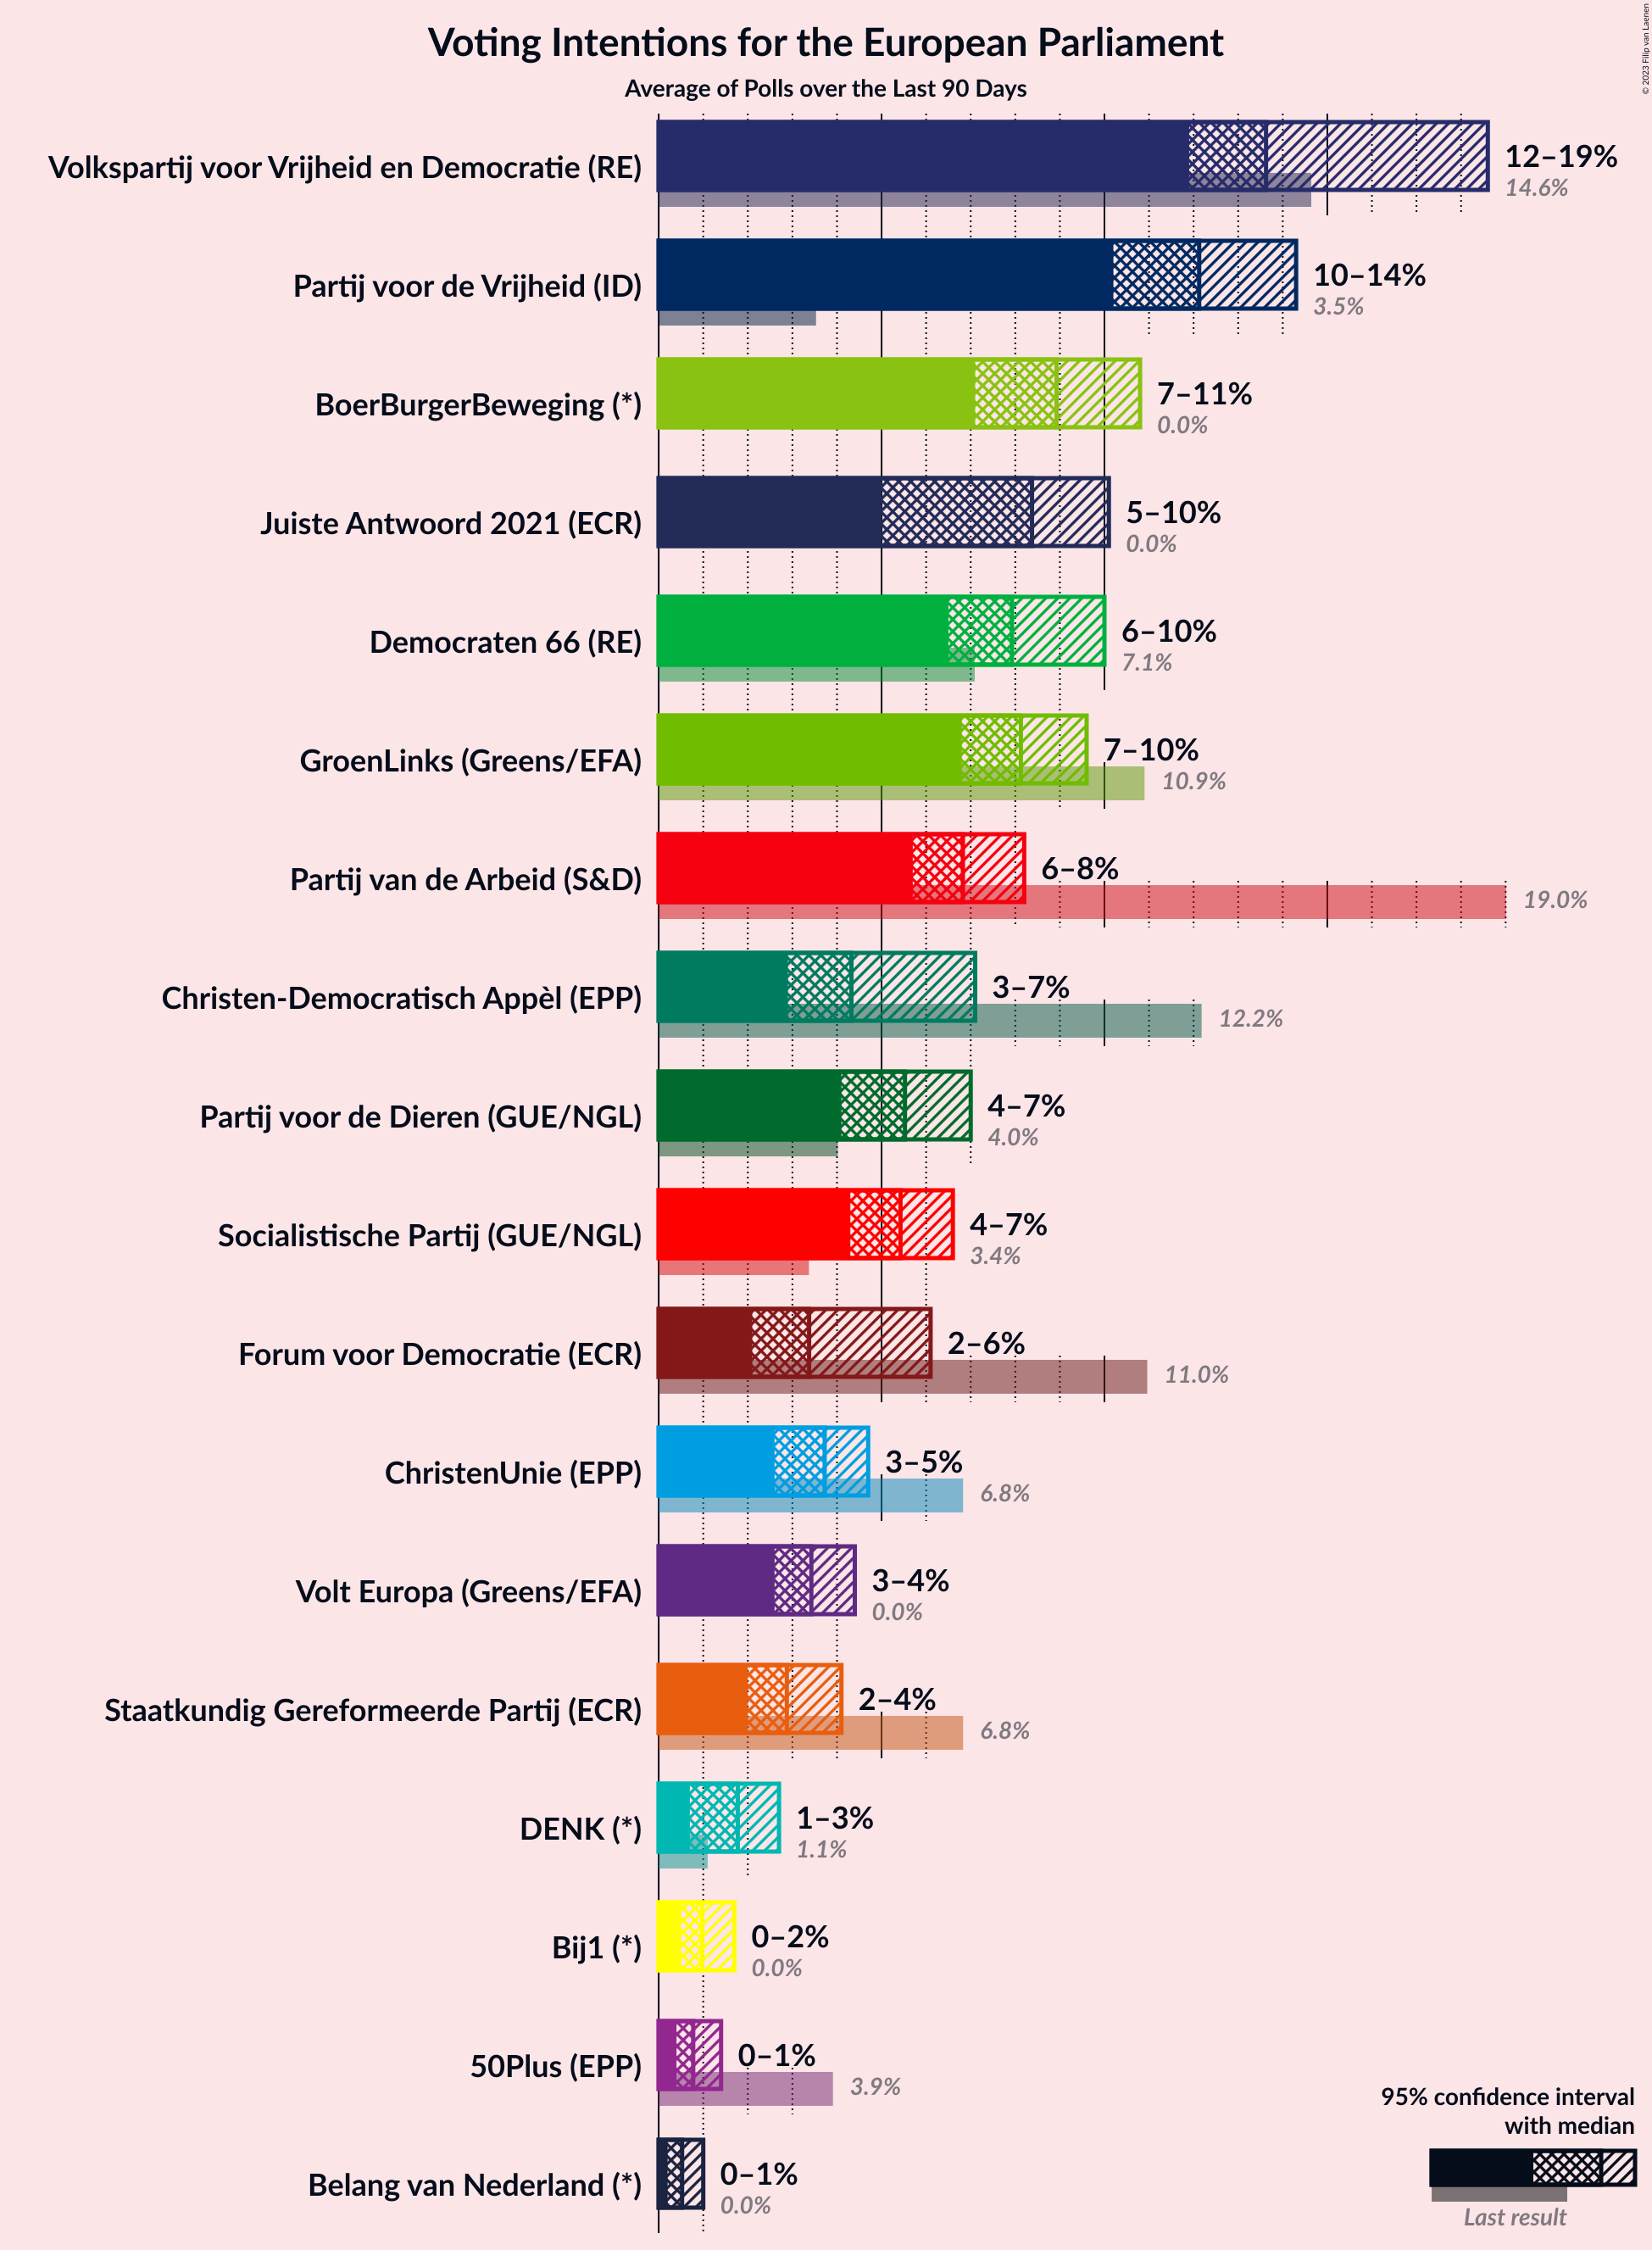 © 2023 Filip van Laenen
Voting Intentions for the European Parliament
Average of Polls over the Last 90 Days
Volkspartij voor Vrijheid en Democratie (RE)
12–19%
14.6%
Partij voor de Vrijheid (ID)
10–14%
3.5%
BoerBurgerBeweging (*)
7–11%
0.0%
Juiste Antwoord 2021 (ECR)
5–10%
0.0%
Democraten 66 (RE)
6–10%
7.1%
GroenLinks (Greens/EFA)
7–10%
10.9%
Partij van de Arbeid (S&D)
6–8%
19.0%
Christen-Democratisch Appèl (EPP)
3–7%
12.2%
Partij voor de Dieren (GUE/NGL)
4–7%
4.0%
Socialistische Partij (GUE/NGL)
4–7%
3.4%
Forum voor Democratie (ECR)
2–6%
11.0%
ChristenUnie (EPP)
3–5%
6.8%
Volt Europa (Greens/EFA)
3–4%
0.0%
Staatkundig Gereformeerde Partij (ECR)
2–4%
6.8%
DENK (*)
1–3%
1.1%
Bij1 (*)
0–2%
0.0%
50Plus (EPP)
0–1%
3.9%
Belang van Nederland (*)
0–1%
0.0%
95% confidence interval
with median
Last result